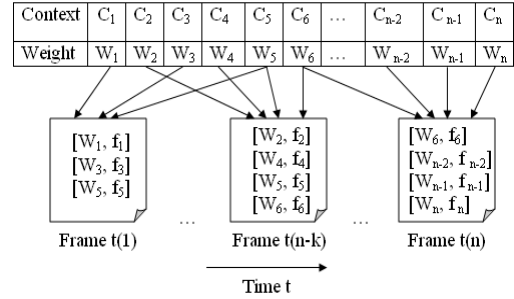 Context C1 C2 C3 C4 C5 C6 ... Cn-2 Cn-1 Cn
Weight W1 W2 W3 W4 W5 W6 ... Wn-2 Wn-1 Wn
[W1, f1]
[W3, f3]
[W5, f5]
[W2, f2]
[W4, f4]
[W5, f5]
[W6, f6]
[W6, f6]
[Wn-2, fn-2]
[Wn-1, fn-1]
[Wn, fn]
... ...
Frame t(1) Frame t(n-k) Frame t(n)
Time t